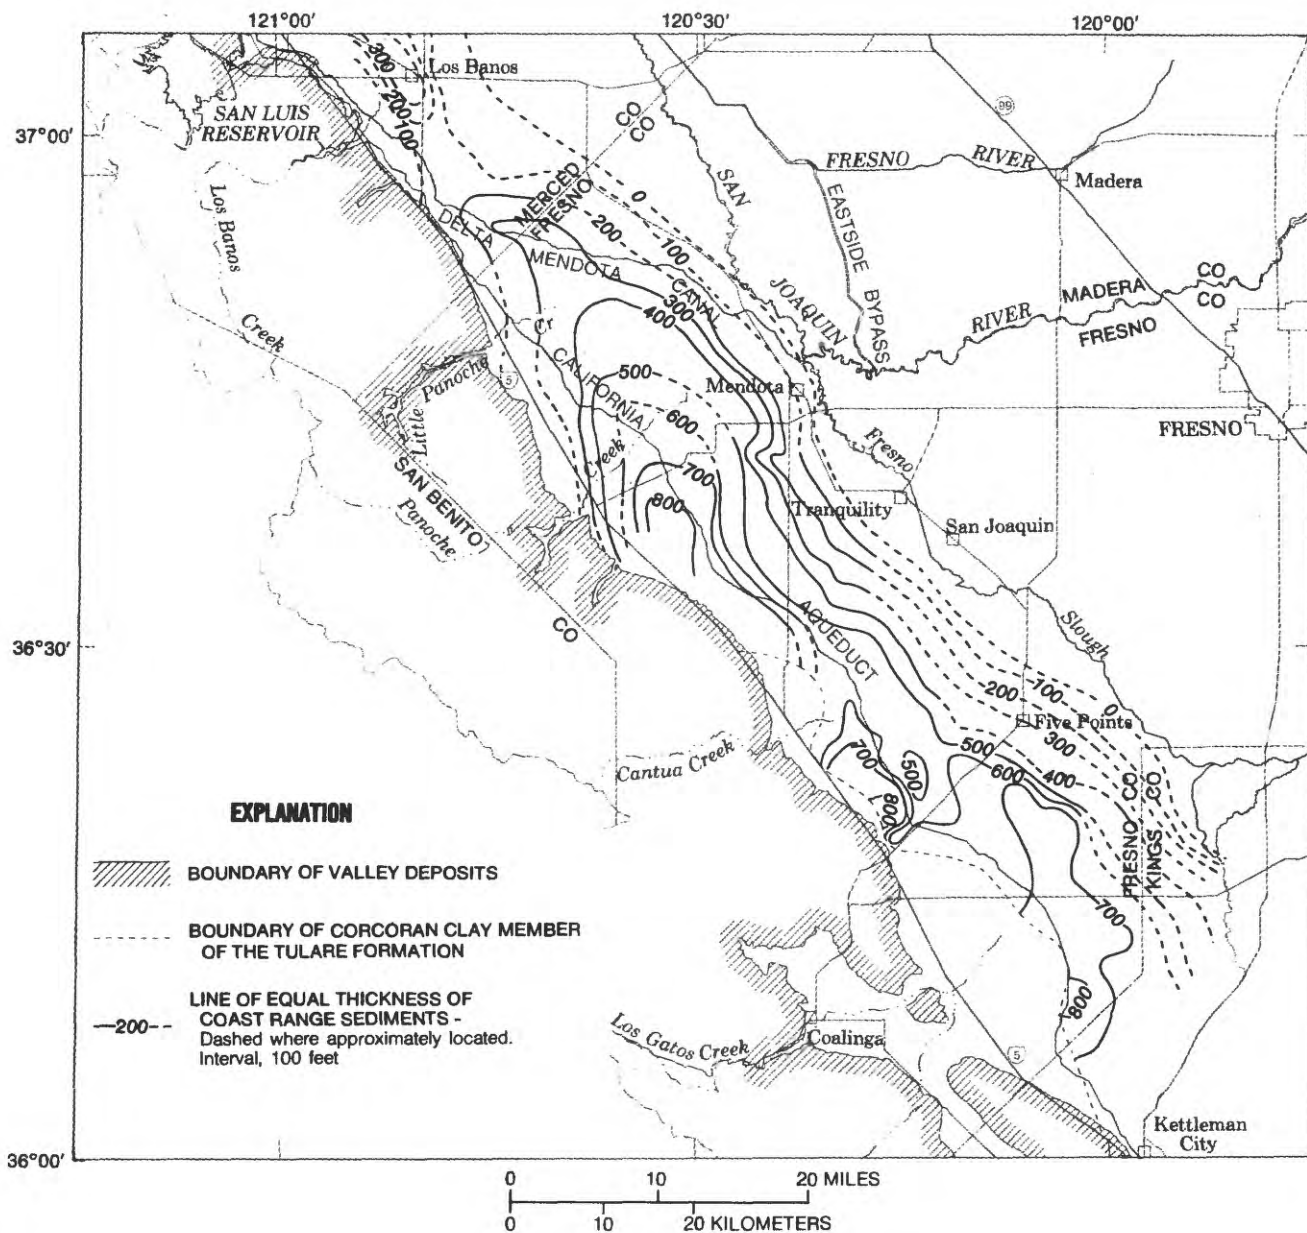 121°00′
120°30′
120°00′
37°00′
36°30′
36°00′
300
200
100
Los Banos
SAN LUIS
RESERVOIR
Los Banos
Creek
DELTA
MENDOTA
CANAL
MERCED CO
FRESNO CO
0
100
200
300
400
SAN
JOAQUIN
RIVER
FRESNO RIVER
EASTSIDE BYPASS
99
Madera
MADERA CO
FRESNO CO
FRESNO
Mendota
Fresno
Slough
Tranquility
San Joaquin
Little Panoche
Cr
5
CALIFORNIA
AQUEDUCT
500
600
700
800
Creek
Panoche
SAN BENITO
CO
Cantua Creek
100
0
200
Five Points
300
400
500
600
700
500
800
FRESNO CO
KINGS CO
700
800
5
Los Gatos Creek
Coalinga
Kettleman
City
EXPLANATION
BOUNDARY OF VALLEY DEPOSITS
BOUNDARY OF CORCORAN CLAY MEMBER
OF THE TULARE FORMATION
LINE OF EQUAL THICKNESS OF
COAST RANGE SEDIMENTS -
—200-- Dashed where approximately located.
Interval, 100 feet
0 10 20 MILES
0 10 20 KILOMETERS